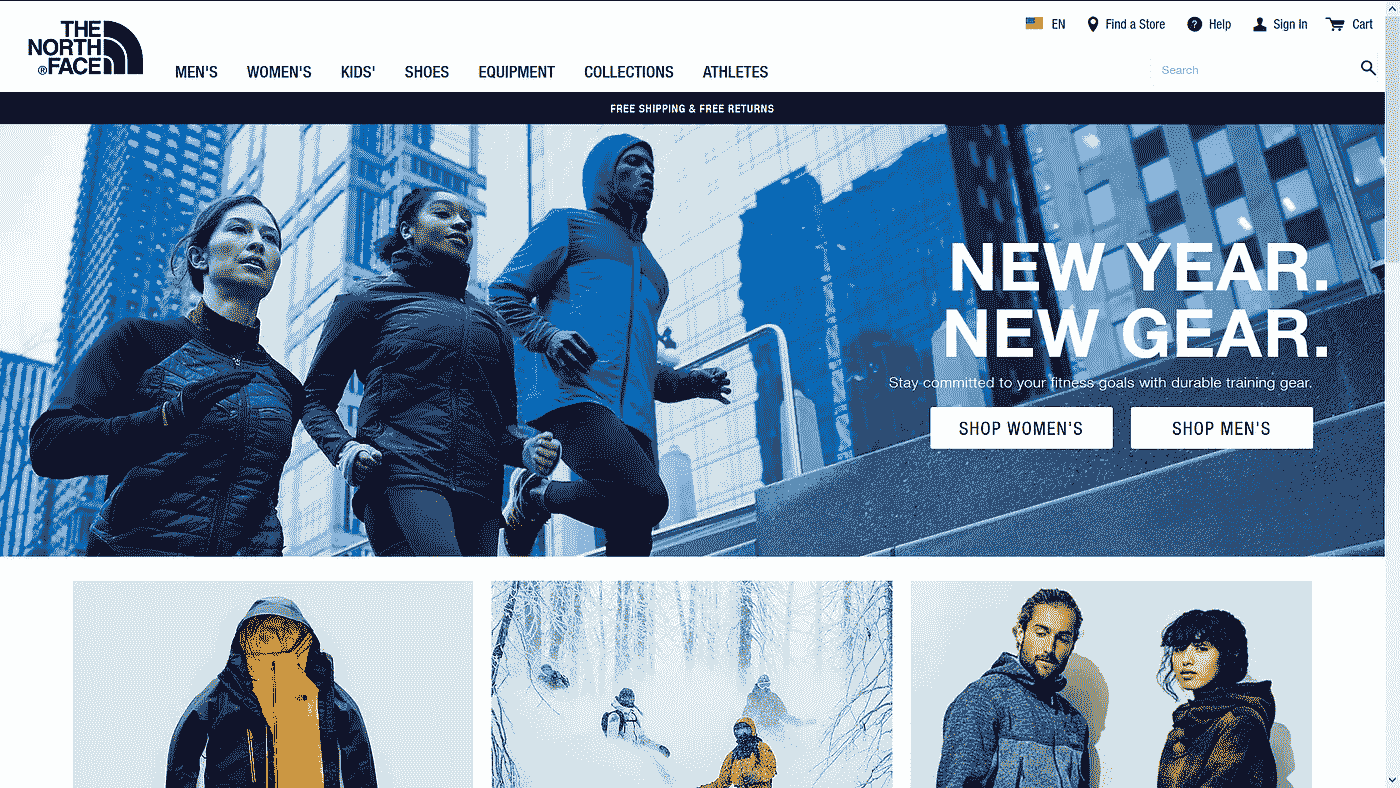 THE
NORTH
®FACE
EN
Find a Store
Help
Sign In
Cart
MEN'S
WOMEN'S
KIDS'
SHOES
EQUIPMENT
COLLECTIONS
ATHLETES
Search
FREE SHIPPING & FREE RETURNS
NEW YEAR.
NEW GEAR.
Stay committed to your fitness goals with durable training gear.
SHOP WOMEN'S
SHOP MEN'S